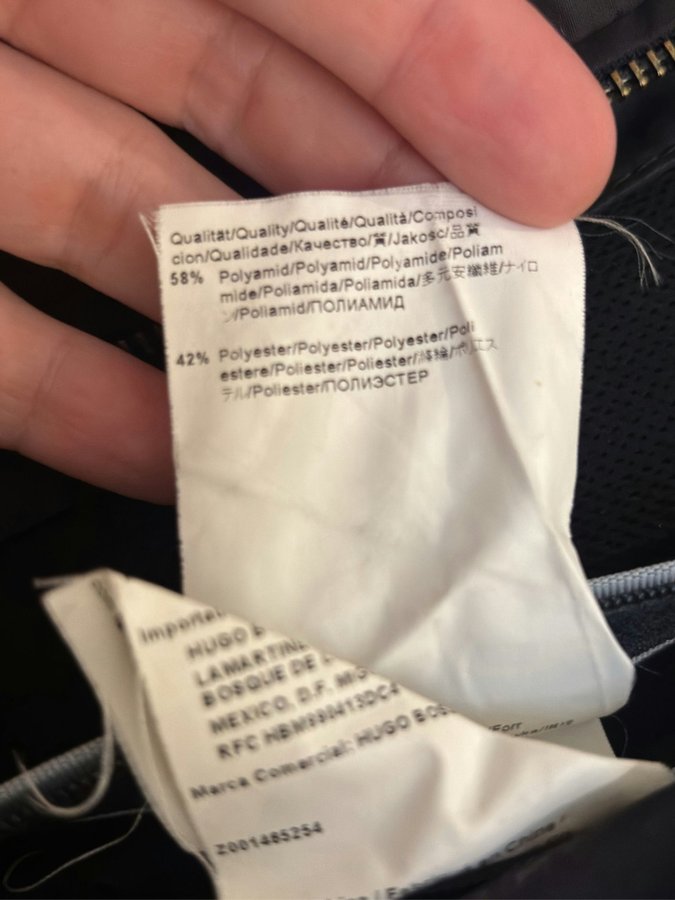 Qualität/Quality/Qualité/Qualità/Composi
cion/Qualidade/Качество/質/Jakosc/品質
58% Polyamid/Polyamid/Polyamide/Poliam
mide/Poliamida/Poliamida/多元安纖維/ナイロ
ン/Poliamid/ПОЛИАМИД
42% Polyester/Polyester/Polyester/Poli
estere/Poliester/Poliester/滌綸/ポリエス
テル/Poliester/ПОЛИЭСТЕР
HUGO
BOSQUE DE
MEXICO, D.F.
RFC HBM990413DC4
Marca Comercial: HUGO
Z001485254